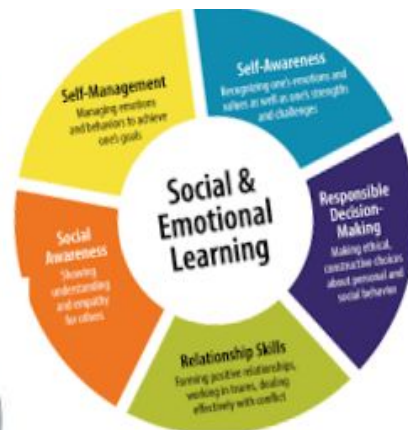 Social &
Emotional
Learning
Self-Awareness
Recognizing one's emotions and
values as well as one's strengths
and challenges
Responsible
Decision-
Making
Making ethical,
constructive choices
about personal and
social behavior
Relationship Skills
Forming positive relationships,
working in teams, dealing
effectively with conflict
Social
Awareness
Showing
understanding
and empathy
for others
Self-Management
Managing emotions
and behaviors to achieve
one's goals